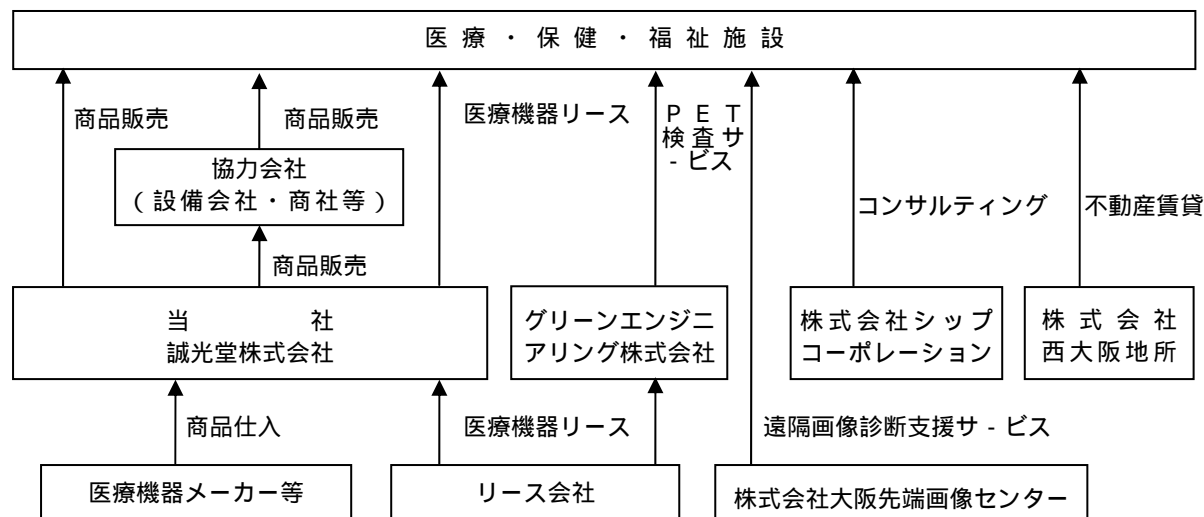 医療・保健・福祉施設
商品販売
商品販売
医療機器リース
PET
検査サ
-ビス
協力会社
(設備会社・商社等)
コンサルティング
不動産賃貸
商品販売
当社
誠光堂株式会社
グリーンエンジニ
アリング株式会社
株式会社シップ
コーポレーション
株式会社
西大阪地所
商品仕入
医療機器リース
遠隔画像診断支援サ-ビス
医療機器メーカー等
リース会社
株式会社大阪先端画像センター